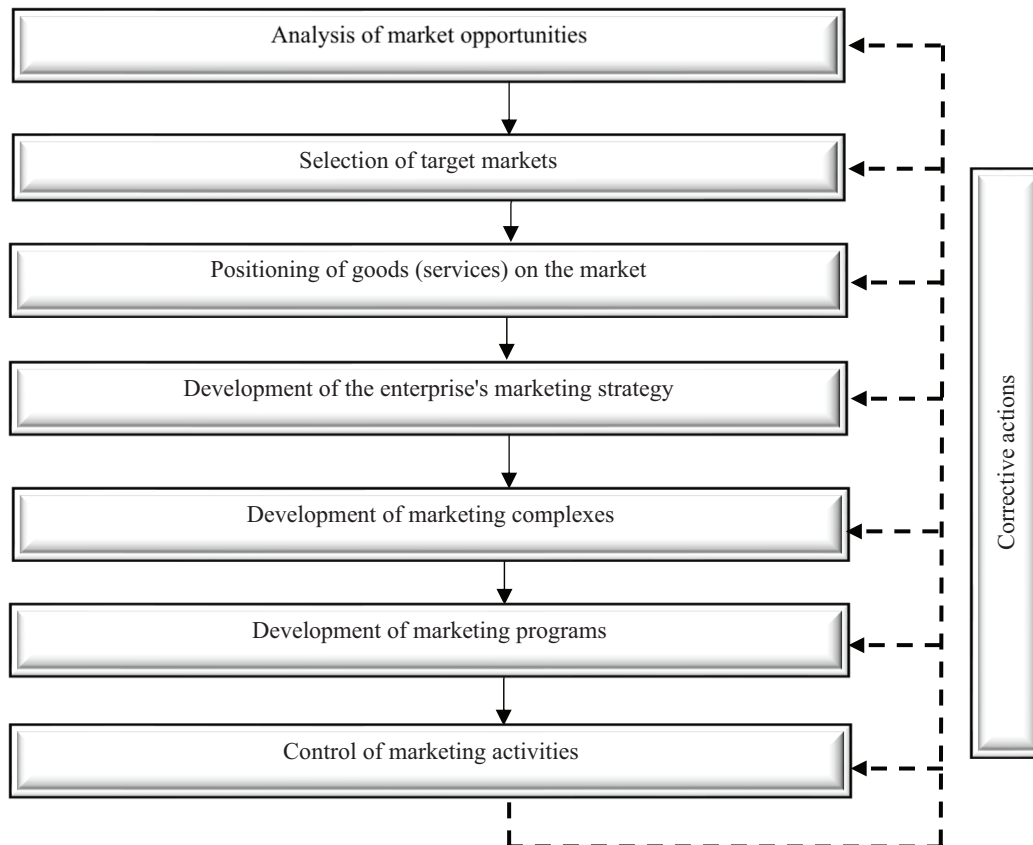 Analysis of market opportunities
Selection of target markets
Positioning of goods (services) on the market
Development of the enterprise's marketing strategy
Development of marketing complexes
Development of marketing programs
Control of marketing activities
Corrective actions